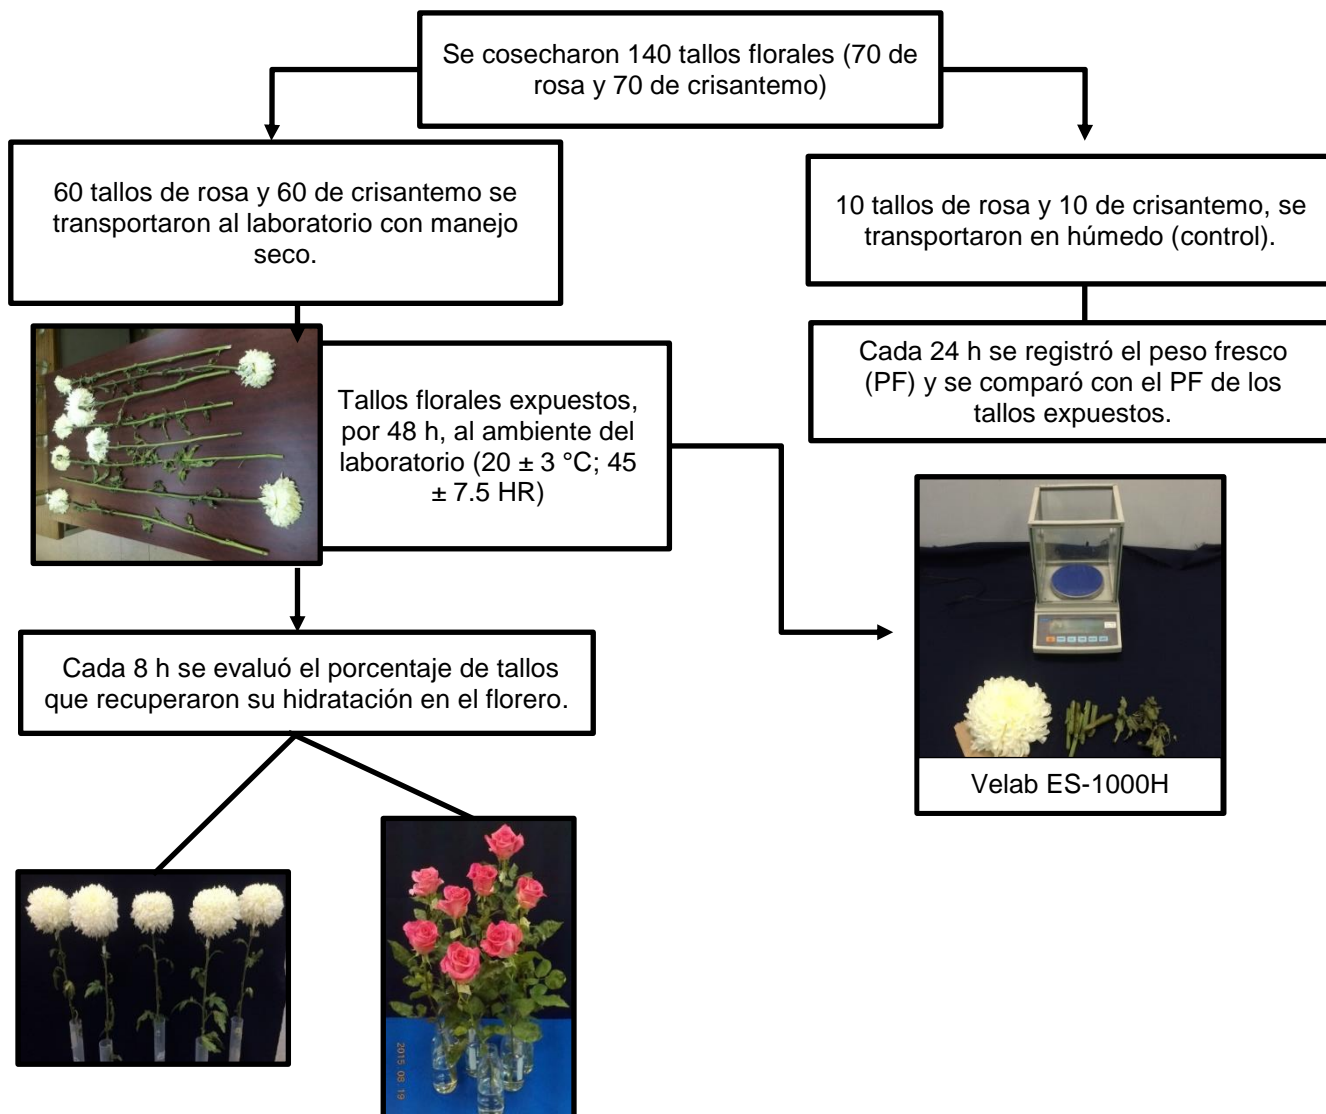 Se cosecharon 140 tallos florales (70 de
rosa y 70 de crisantemo)
60 tallos de rosa y 60 de crisantemo se
transportaron al laboratorio con manejo
seco.
10 tallos de rosa y 10 de crisantemo, se
transportaron en húmedo (control).
Tallos florales expuestos,
por 48 h, al ambiente del
laboratorio (20 ± 3 °C; 45
± 7.5 HR)
Cada 24 h se registró el peso fresco
(PF) y se comparó con el PF de los
tallos expuestos.
Cada 8 h se evaluó el porcentaje de tallos
que recuperaron su hidratación en el florero.
Velab ES-1000H
2015 08 19